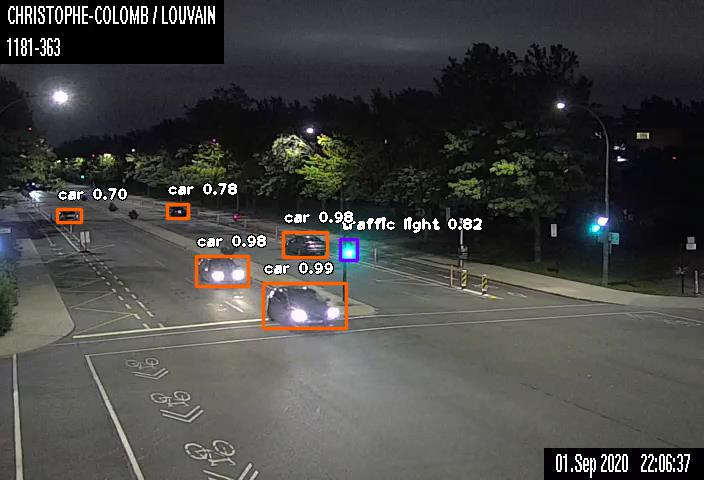 CHRISTOPHE-COLOMB / LOUVAIN
1181-363
car 0.70
car 0.78
car 0.98
traffic light 0.82
car 0.98
car 0.99
01.Sep 2020 22:06:37